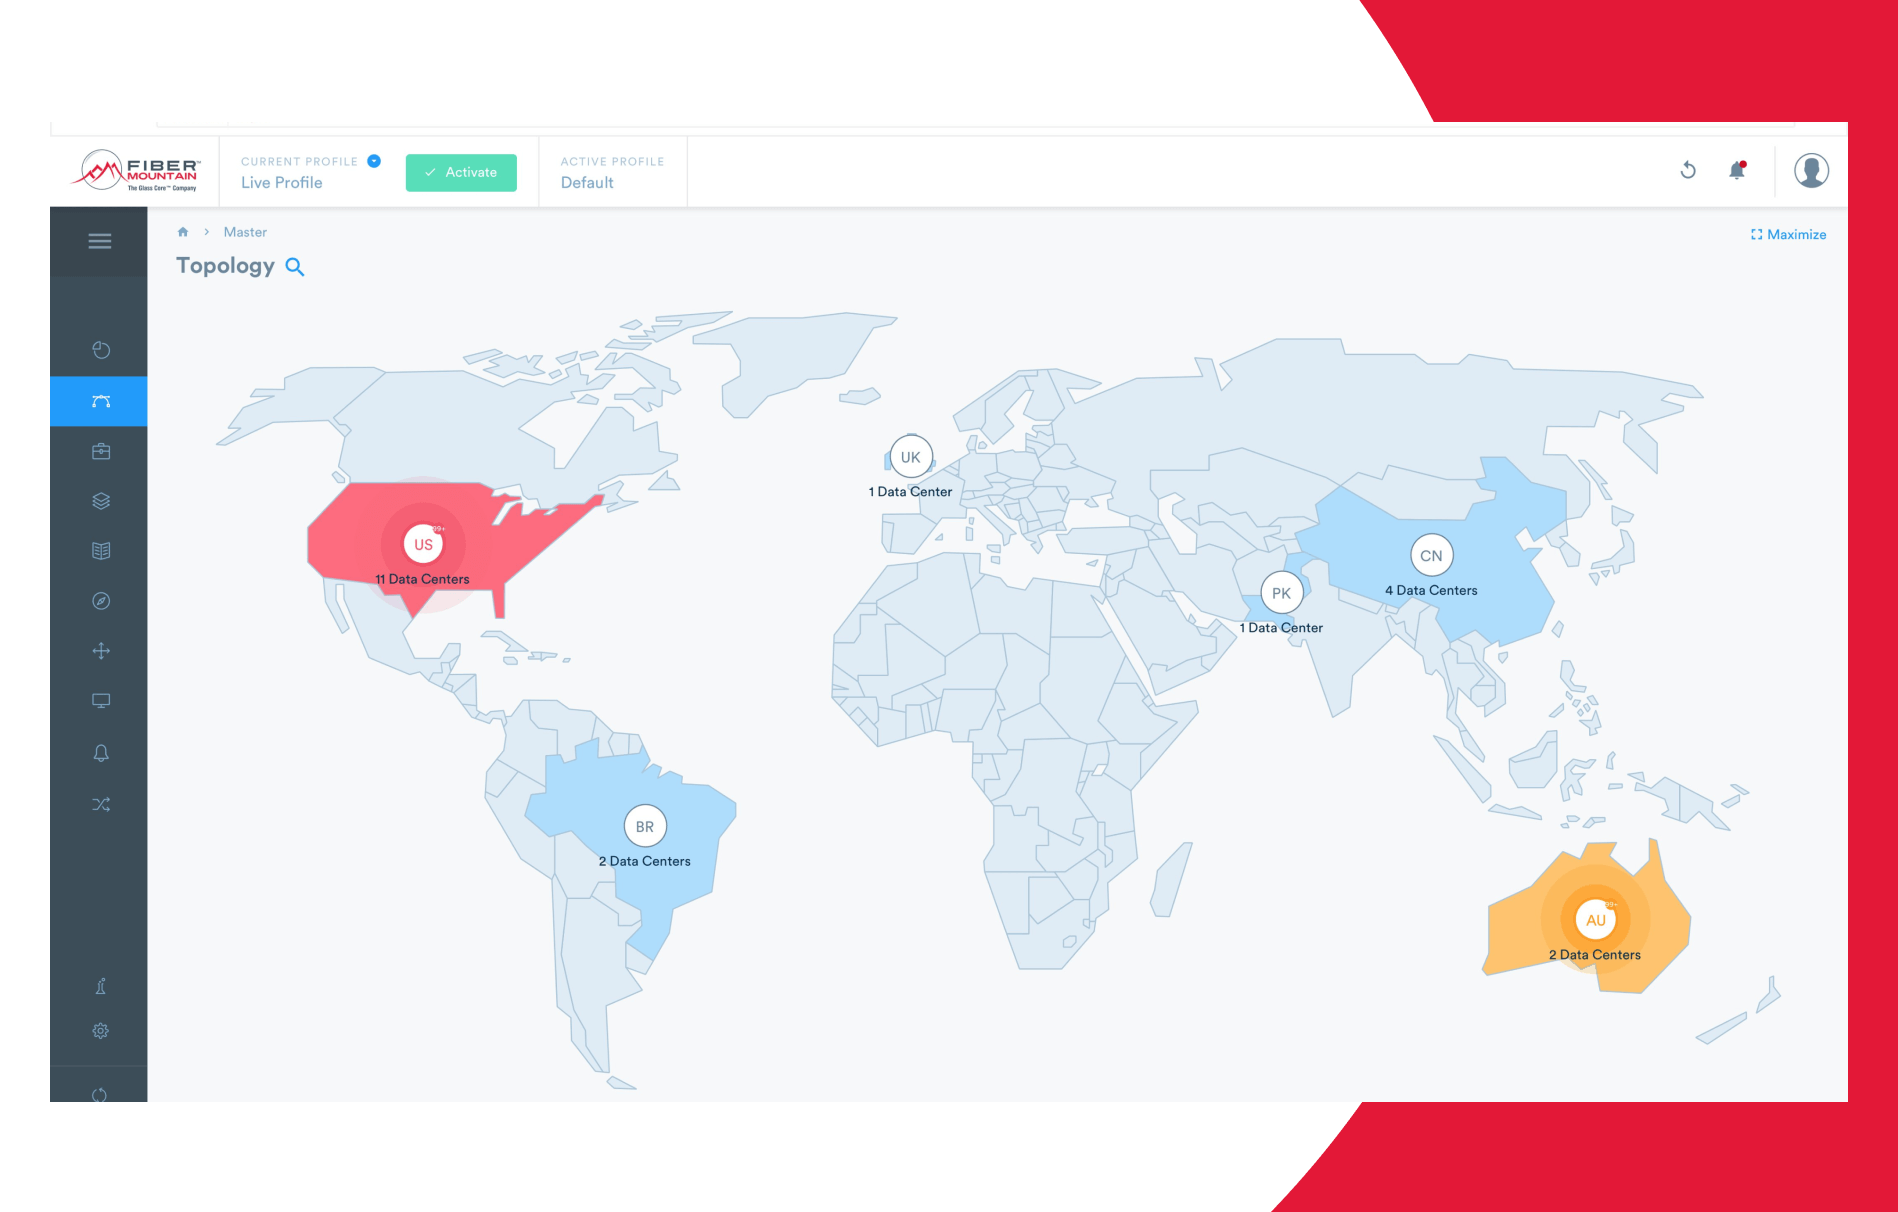 FIBER
MOUNTAIN
The Glass Core™ Company
CURRENT PROFILE
Live Profile
Activate
ACTIVE PROFILE
Default
Master
Maximize
Topology
UK
1 Data Center
99+
US
11 Data Centers
CN
4 Data Centers
PK
1 Data Center
BR
2 Data Centers
99+
AU
2 Data Centers